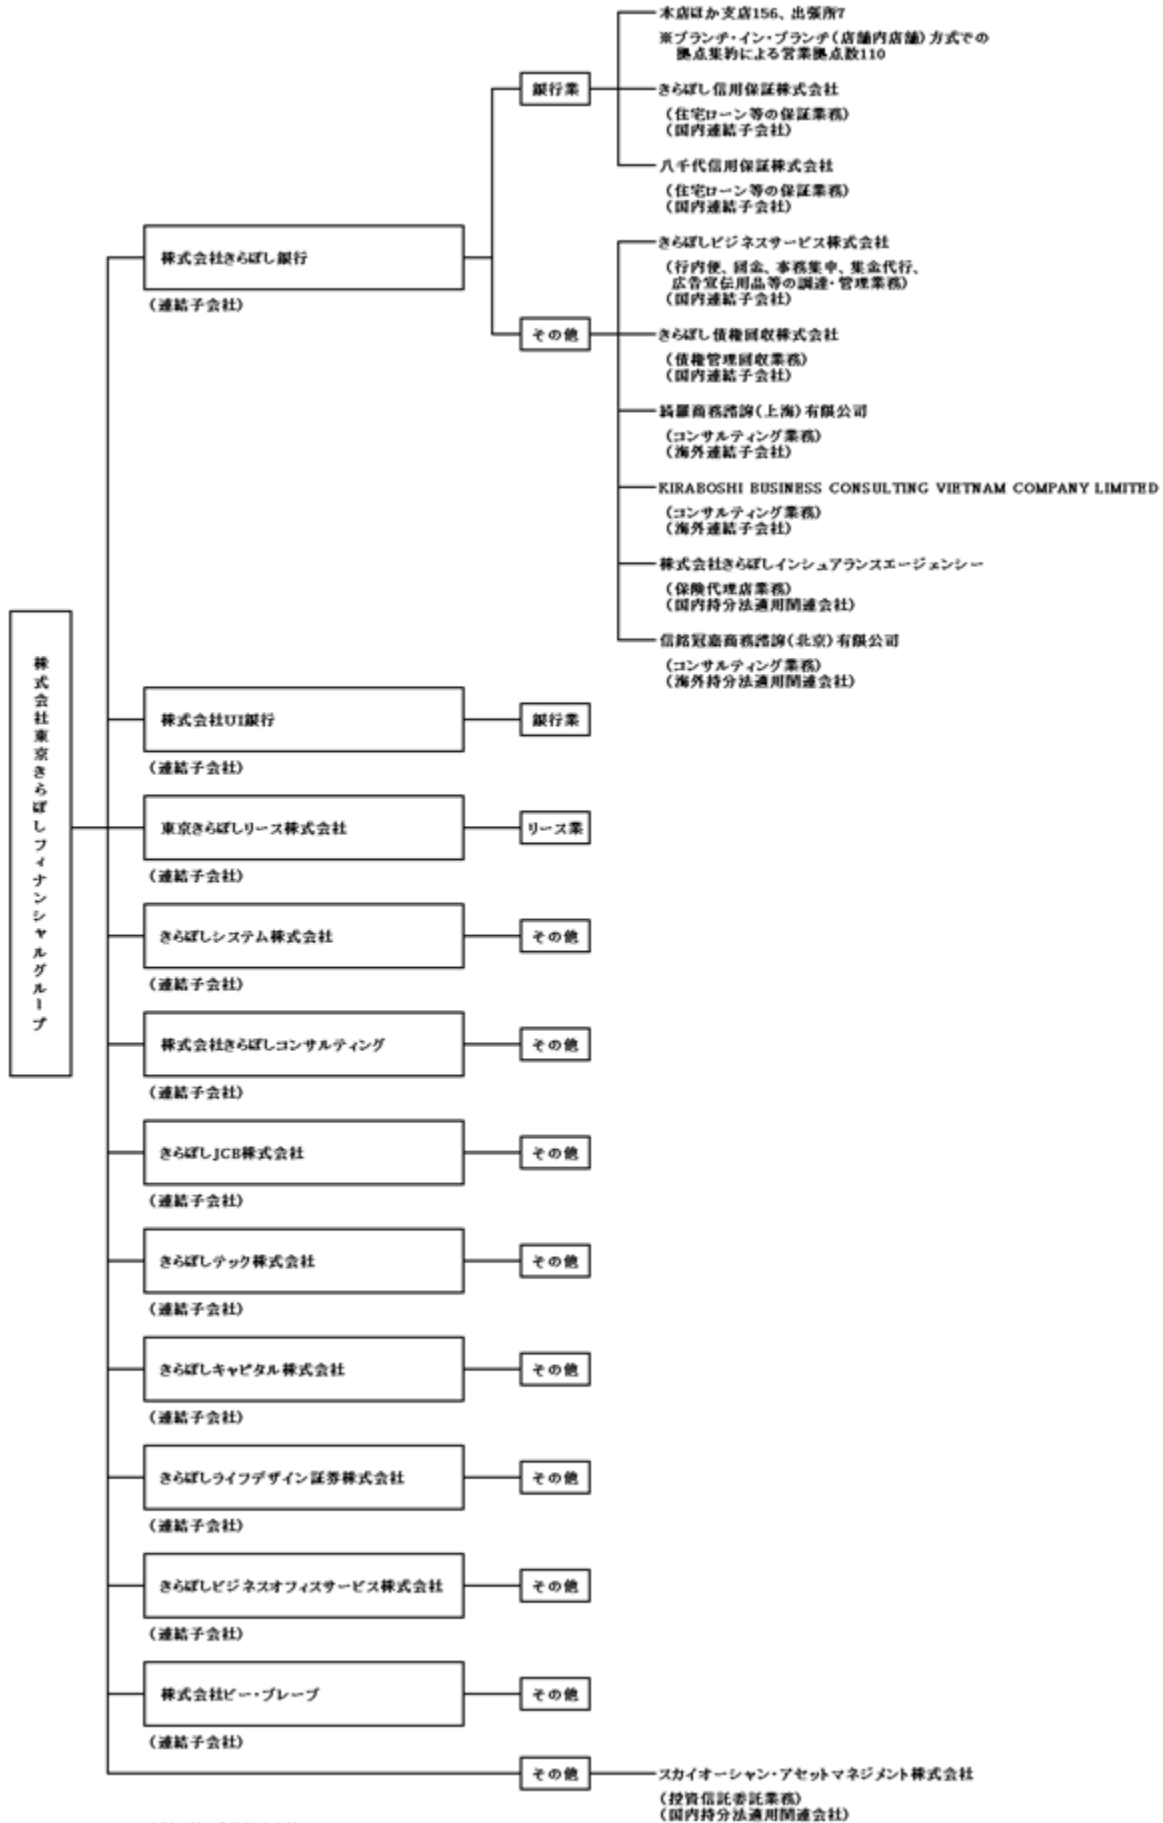 本店ほか支店156、出張所7
※ブランチ・イン・ブランチ(店舗内店舗)方式での
拠点集約による営業拠点数110
銀行業
きらぼし信用保証株式会社
(住宅ローン等の保証業務)
(国内連結子会社)
八千代信用保証株式会社
(住宅ローン等の保証業務)
(国内連結子会社)
株式会社きらぼし銀行
(連結子会社)
きらぼしビジネスサービス株式会社
(行内便、回金、事務集中、集金代行、
広告宣伝用品等の調達・管理業務)
(国内連結子会社)
その他
きらぼし債権回収株式会社
(債権管理回収業務)
(国内連結子会社)
綺羅商務諮詢(上海)有限公司
(コンサルティング業務)
(海外連結子会社)
KIRABOSHI BUSINESS CONSULTING VIETNAM COMPANY LIMITED
(コンサルティング業務)
(海外連結子会社)
株式会社きらぼしインシュアランスエージェンシー
(保険代理店業務)
(国内持分法適用関連会社)
信銘冠嘉商務諮詢(北京)有限公司
(コンサルティング業務)
(海外持分法適用関連会社)
株式会社東京きらぼしフィナンシャルグループ
株式会社UI銀行
銀行業
(連結子会社)
東京きらぼしリース株式会社
リース業
(連結子会社)
きらぼしシステム株式会社
その他
(連結子会社)
株式会社きらぼしコンサルティング
その他
(連結子会社)
きらぼしJCB株式会社
その他
(連結子会社)
きらぼしテック株式会社
その他
(連結子会社)
きらぼしキャピタル株式会社
その他
(連結子会社)
きらぼしライフデザイン証券株式会社
その他
(連結子会社)
きらぼしビジネスオフィスサービス株式会社
その他
(連結子会社)
株式会社ビー・ブレーブ
その他
(連結子会社)
その他
スカイオーシャン・アセットマネジメント株式会社
(投資信託委託業務)
(国内持分法適用関連会社)